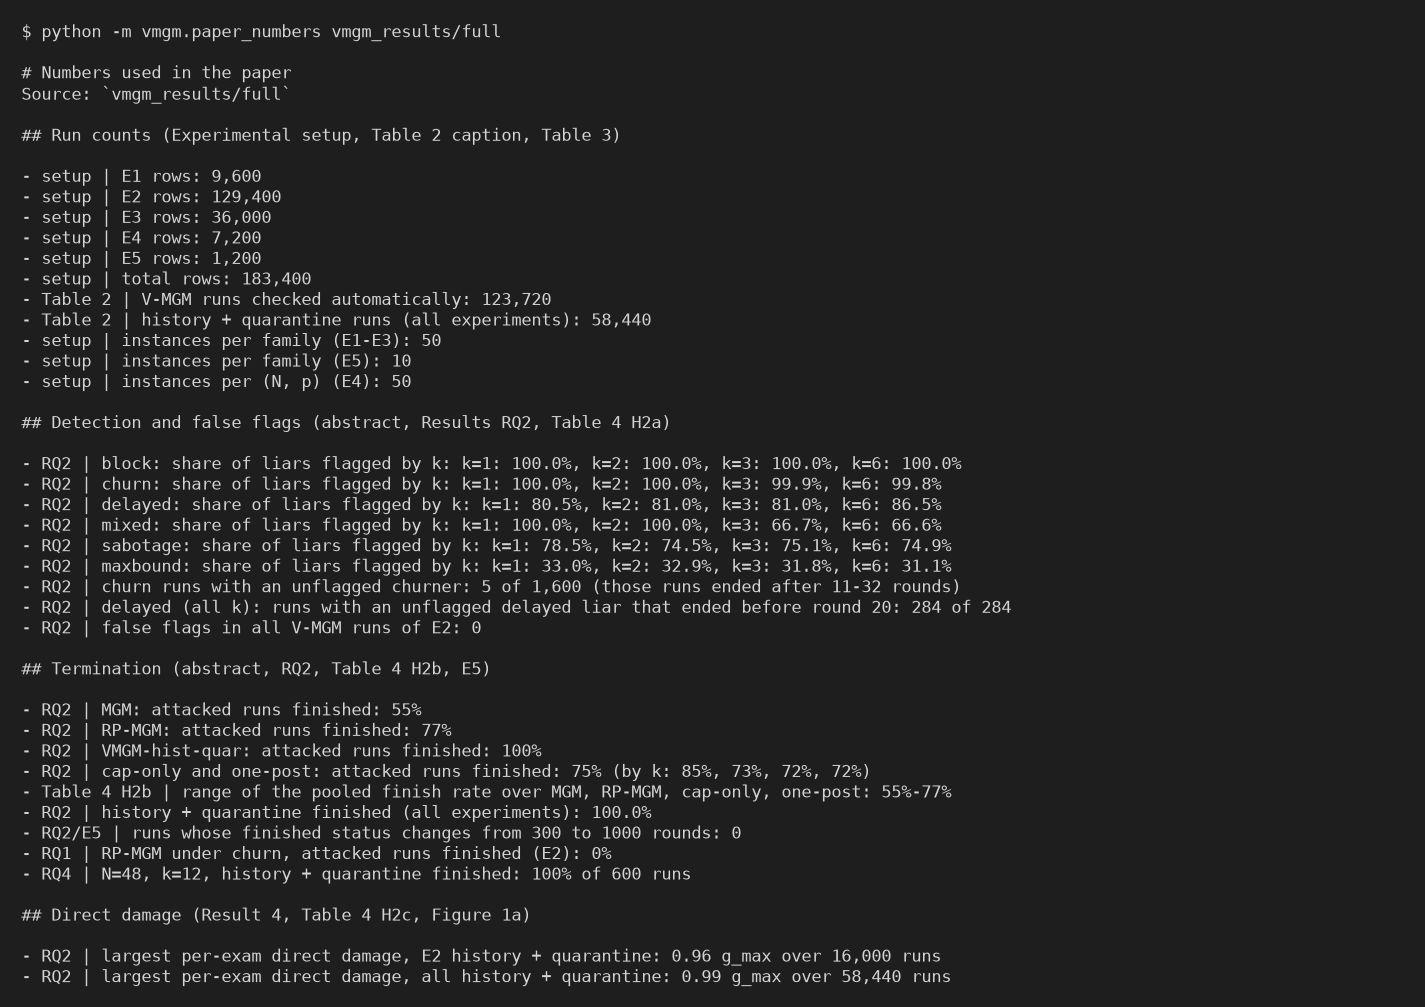 $ python -m vmgm.paper_numbers vmgm_results/full
# Numbers used in the paper
Source: `vmgm_results/full`
## Run counts (Experimental setup, Table 2 caption, Table 3)
- setup | E1 rows: 9,600
- setup | E2 rows: 129,400
- setup | E3 rows: 36,000
- setup | E4 rows: 7,200
- setup | E5 rows: 1,200
- setup | total rows: 183,400
- Table 2 | V-MGM runs checked automatically: 123,720
- Table 2 | history + quarantine runs (all experiments): 58,440
- setup | instances per family (E1-E3): 50
- setup | instances per family (E5): 10
- setup | instances per (N, p) (E4): 50
## Detection and false flags (abstract, Results RQ2, Table 4 H2a)
- RQ2 | block: share of liars flagged by k: k=1: 100.0%, k=2: 100.0%, k=3: 100.0%, k=6: 100.0%
- RQ2 | churn: share of liars flagged by k: k=1: 100.0%, k=2: 100.0%, k=3: 99.9%, k=6: 99.8%
- RQ2 | delayed: share of liars flagged by k: k=1: 80.5%, k=2: 81.0%, k=3: 81.0%, k=6: 86.5%
- RQ2 | mixed: share of liars flagged by k: k=1: 100.0%, k=2: 100.0%, k=3: 66.7%, k=6: 66.6%
- RQ2 | sabotage: share of liars flagged by k: k=1: 78.5%, k=2: 74.5%, k=3: 75.1%, k=6: 74.9%
- RQ2 | maxbound: share of liars flagged by k: k=1: 33.0%, k=2: 32.9%, k=3: 31.8%, k=6: 31.1%
- RQ2 | churn runs with an unflagged churner: 5 of 1,600 (those runs ended after 11-32 rounds)
- RQ2 | delayed (all k): runs with an unflagged delayed liar that ended before round 20: 284 of 284
- RQ2 | false flags in all V-MGM runs of E2: 0
## Termination (abstract, RQ2, Table 4 H2b, E5)
- RQ2 | MGM: attacked runs finished: 55%
- RQ2 | RP-MGM: attacked runs finished: 77%
- RQ2 | VMGM-hist-quar: attacked runs finished: 100%
- RQ2 | cap-only and one-post: attacked runs finished: 75% (by k: 85%, 73%, 72%, 72%)
- Table 4 H2b | range of the pooled finish rate over MGM, RP-MGM, cap-only, one-post: 55%-77%
- RQ2 | history + quarantine finished (all experiments): 100.0%
- RQ2/E5 | runs whose finished status changes from 300 to 1000 rounds: 0
- RQ1 | RP-MGM under churn, attacked runs finished (E2): 0%
- RQ4 | N=48, k=12, history + quarantine finished: 100% of 600 runs
## Direct damage (Result 4, Table 4 H2c, Figure 1a)
- RQ2 | largest per-exam direct damage, E2 history + quarantine: 0.96 g_max over 16,000 runs
- RQ2 | largest per-exam direct damage, all history + quarantine: 0.99 g_max over 58,440 runs